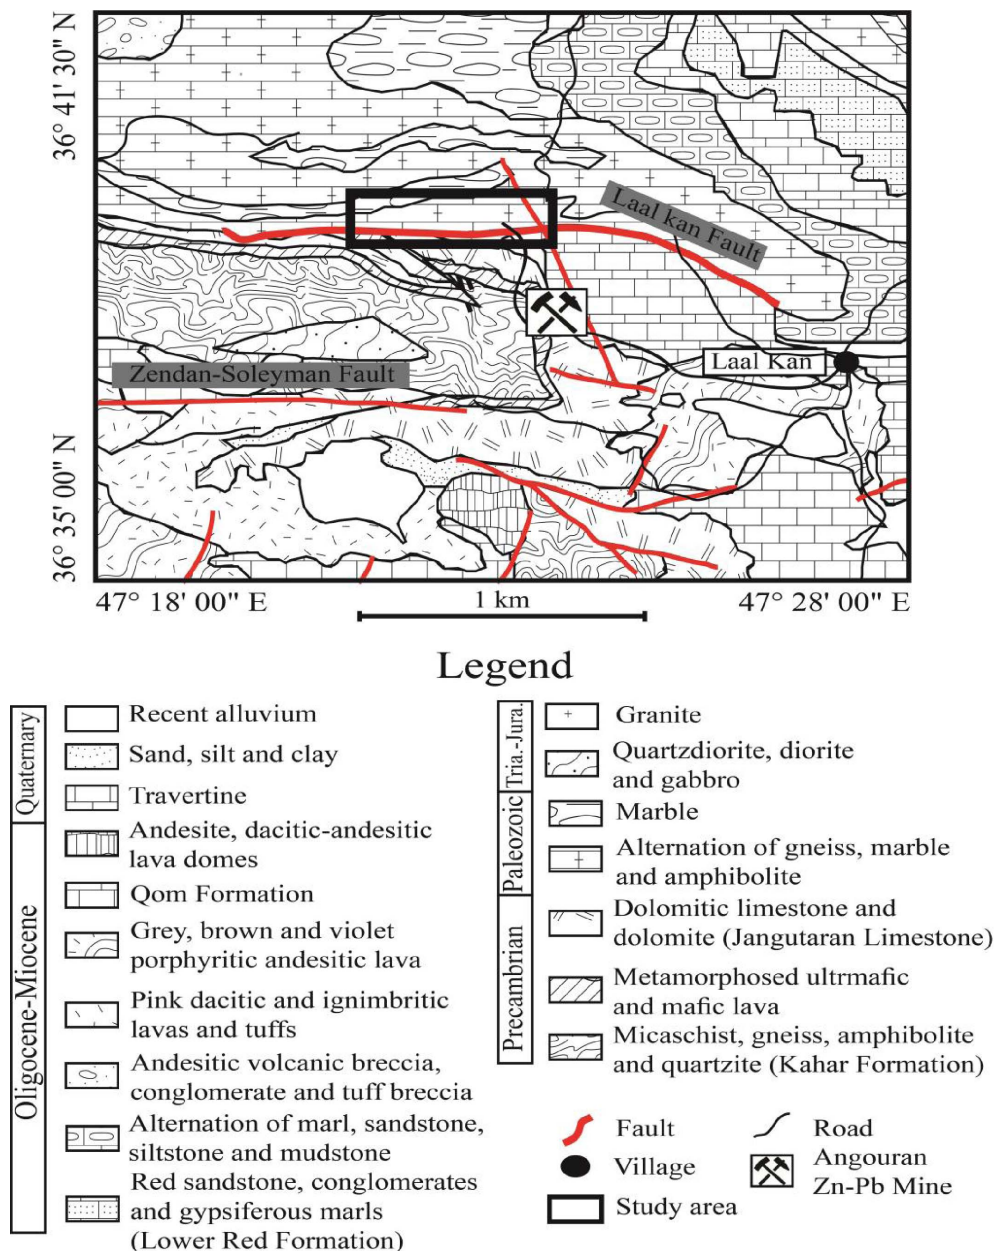 36° 41' 30" N
Laal kan Fault
Laal Kan
Zendan-Soleyman Fault
36° 35' 00" N
47° 18' 00" E
1 km
47° 28' 00" E
Legend
Quaternary
Recent alluvium
Sand, silt and clay
Travertine
Oligocene-Miocene
Andesite, dacitic-andesitic
lava domes
Qom Formation
Grey, brown and violet
porphyritic andesitic lava
Pink dacitic and ignimbritic
lavas and tuffs
Andesitic volcanic breccia,
conglomerate and tuff breccia
Alternation of marl, sandstone,
siltstone and mudstone
Red sandstone, conglomerates
and gypsiferous marls
(Lower Red Formation)
Tria.-Jura.
Granite
Quartzdiorite, diorite
and gabbro
Paleozoic
Marble
Alternation of gneiss, marble
and amphibolite
Precambrian
Dolomitic limestone and
dolomite (Jangutaran Limestone)
Metamorphosed ultrmafic
and mafic lava
Micaschist, gneiss, amphibolite
and quartzite (Kahar Formation)
Fault
Road
Village
Angouran
Zn-Pb Mine
Study area